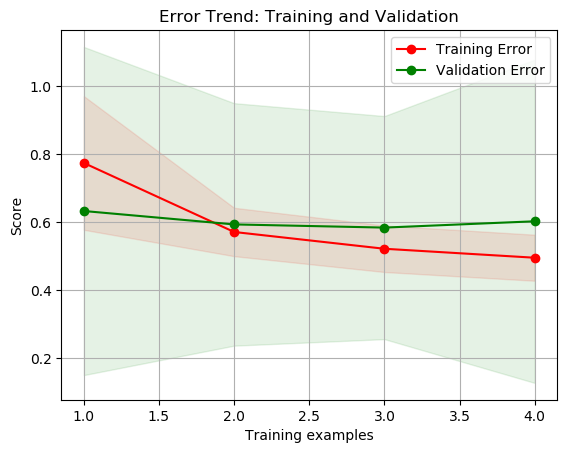 Error Trend: Training and Validation
Training Error
Validation Error
Score
1.0
0.8
0.6
0.4
0.2
1.0 1.5 2.0 2.5 3.0 3.5 4.0
Training examples